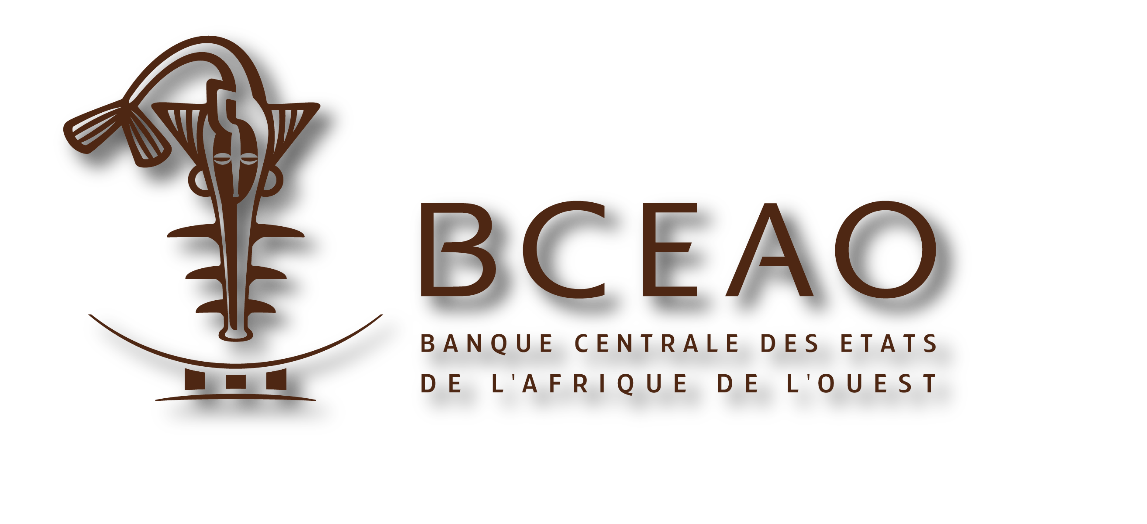 BCEAO
BANQUE CENTRALE DES ETATS
DE L'AFRIQUE DE L'OUEST